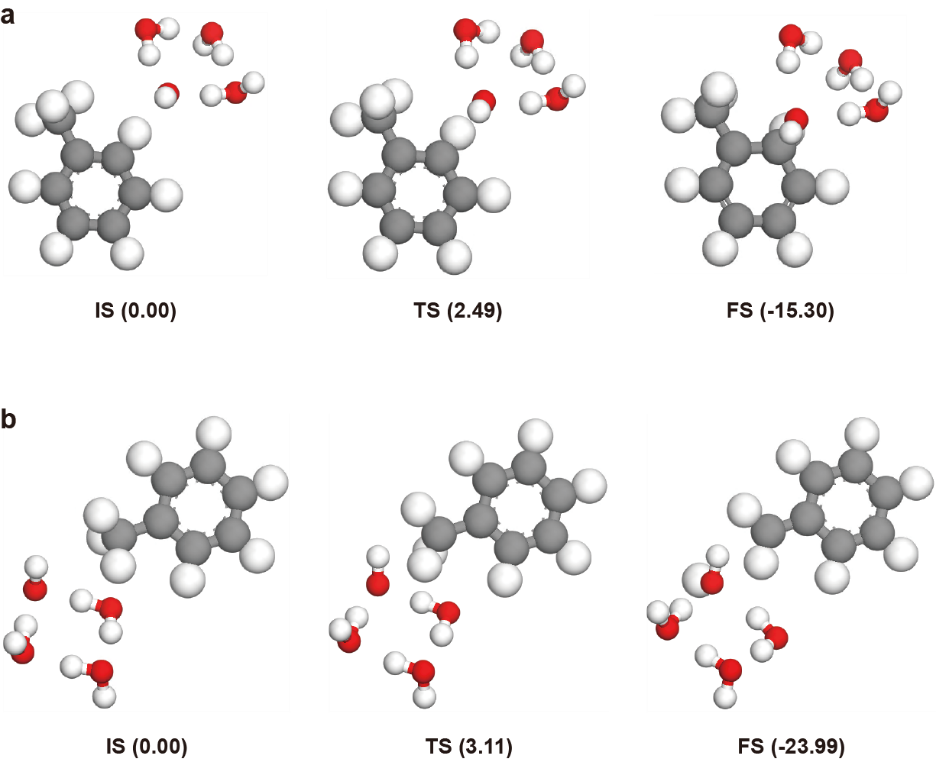 a
IS (0.00)
TS (2.49)
FS (-15.30)
b
IS (0.00)
TS (3.11)
FS (-23.99)